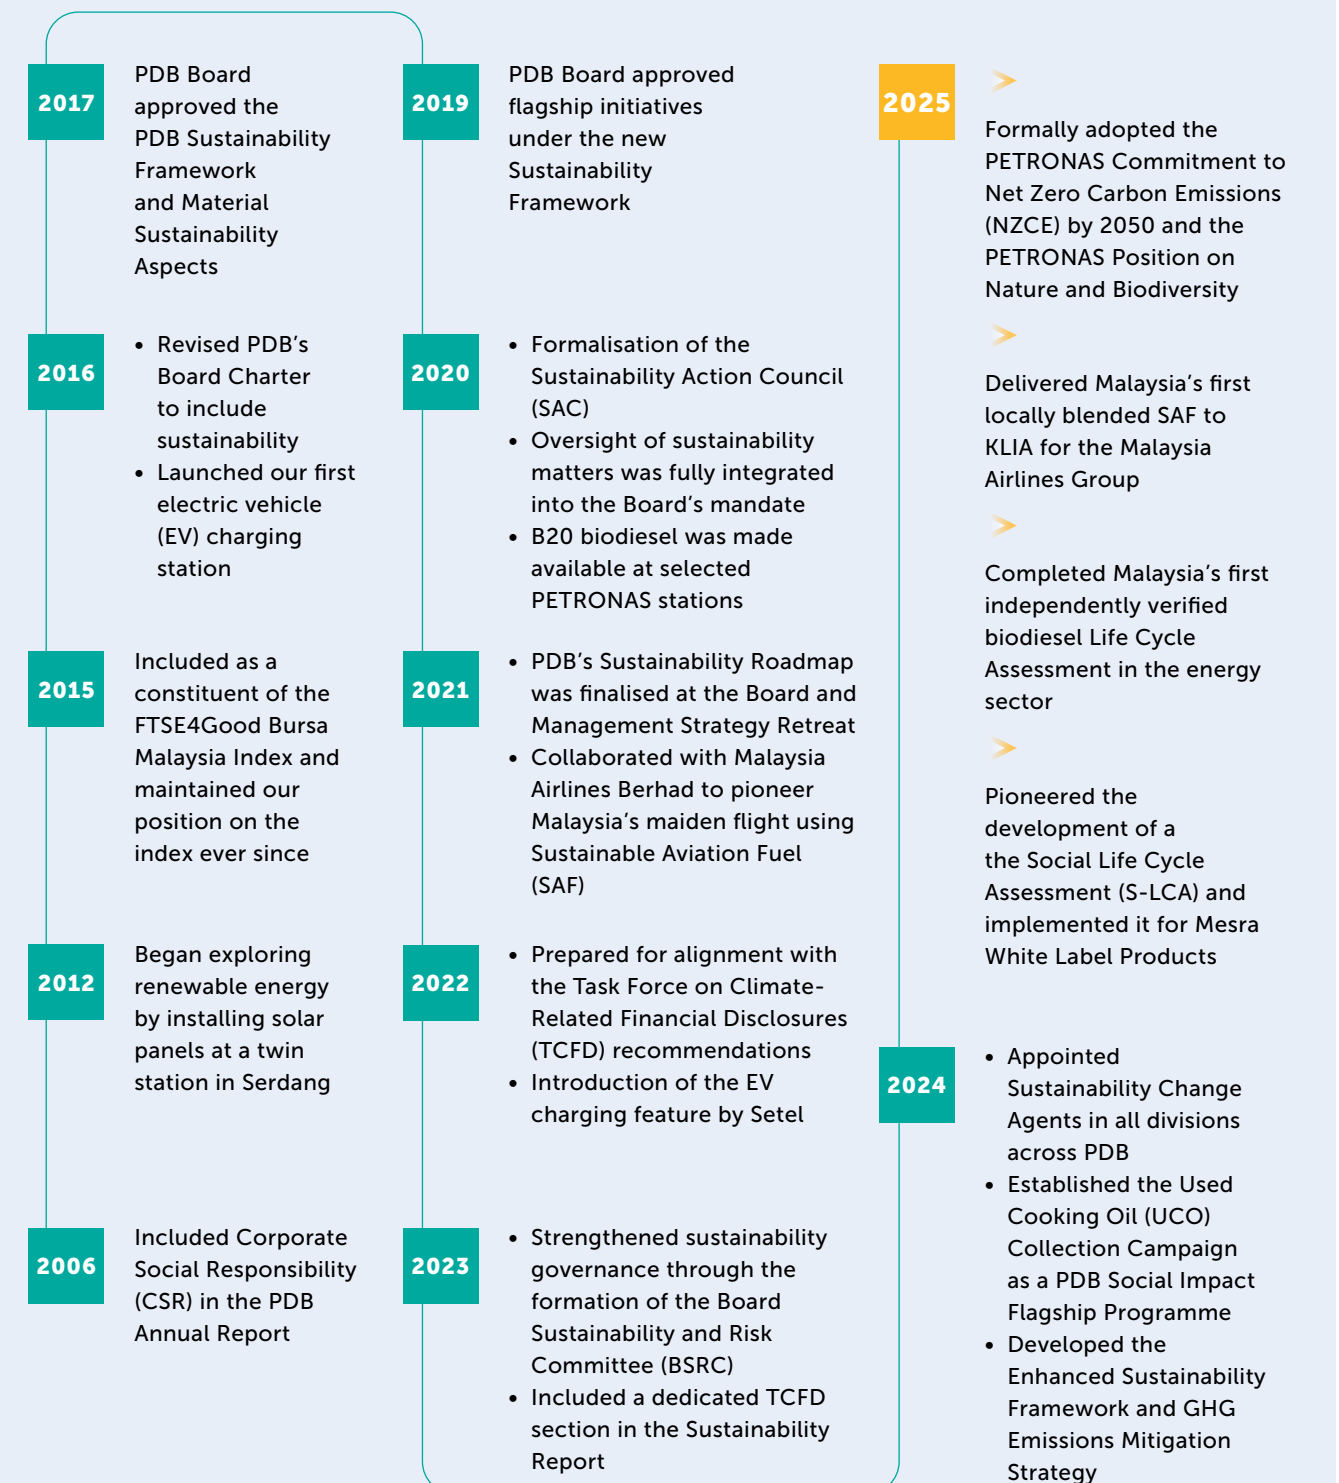 2017
PDB Board
approved the
PDB Sustainability
Framework
and Material
Sustainability
Aspects
2016
• Revised PDB’s
Board Charter
to include
sustainability
• Launched our first
electric vehicle
(EV) charging
station
2015
Included as a
constituent of the
FTSE4Good Bursa
Malaysia Index and
maintained our
position on the
index ever since
2012
Began exploring
renewable energy
by installing solar
panels at a twin
station in Serdang
2006
Included Corporate
Social Responsibility
(CSR) in the PDB
Annual Report
2019
PDB Board approved
flagship initiatives
under the new
Sustainability
Framework
2020
• Formalisation of the
Sustainability Action Council
(SAC)
• Oversight of sustainability
matters was fully integrated
into the Board’s mandate
• B20 biodiesel was made
available at selected
PETRONAS stations
2021
• PDB’s Sustainability Roadmap
was finalised at the Board and
Management Strategy Retreat
• Collaborated with Malaysia
Airlines Berhad to pioneer
Malaysia’s maiden flight using
Sustainable Aviation Fuel
(SAF)
2022
• Prepared for alignment with
the Task Force on Climate-
Related Financial Disclosures
(TCFD) recommendations
• Introduction of the EV
charging feature by Setel
2023
• Strengthened sustainability
governance through the
formation of the Board
Sustainability and Risk
Committee (BSRC)
• Included a dedicated TCFD
section in the Sustainability
Report
2025
Formally adopted the
PETRONAS Commitment to
Net Zero Carbon Emissions
(NZCE) by 2050 and the
PETRONAS Position on
Nature and Biodiversity
Delivered Malaysia’s first
locally blended SAF to
KLIA for the Malaysia
Airlines Group
Completed Malaysia’s first
independently verified
biodiesel Life Cycle
Assessment in the energy
sector
Pioneered the
development of a
the Social Life Cycle
Assessment (S-LCA) and
implemented it for Mesra
White Label Products
2024
• Appointed
Sustainability Change
Agents in all divisions
across PDB
• Established the Used
Cooking Oil (UCO)
Collection Campaign
as a PDB Social Impact
Flagship Programme
• Developed the
Enhanced Sustainability
Framework and GHG
Emissions Mitigation
Strategy